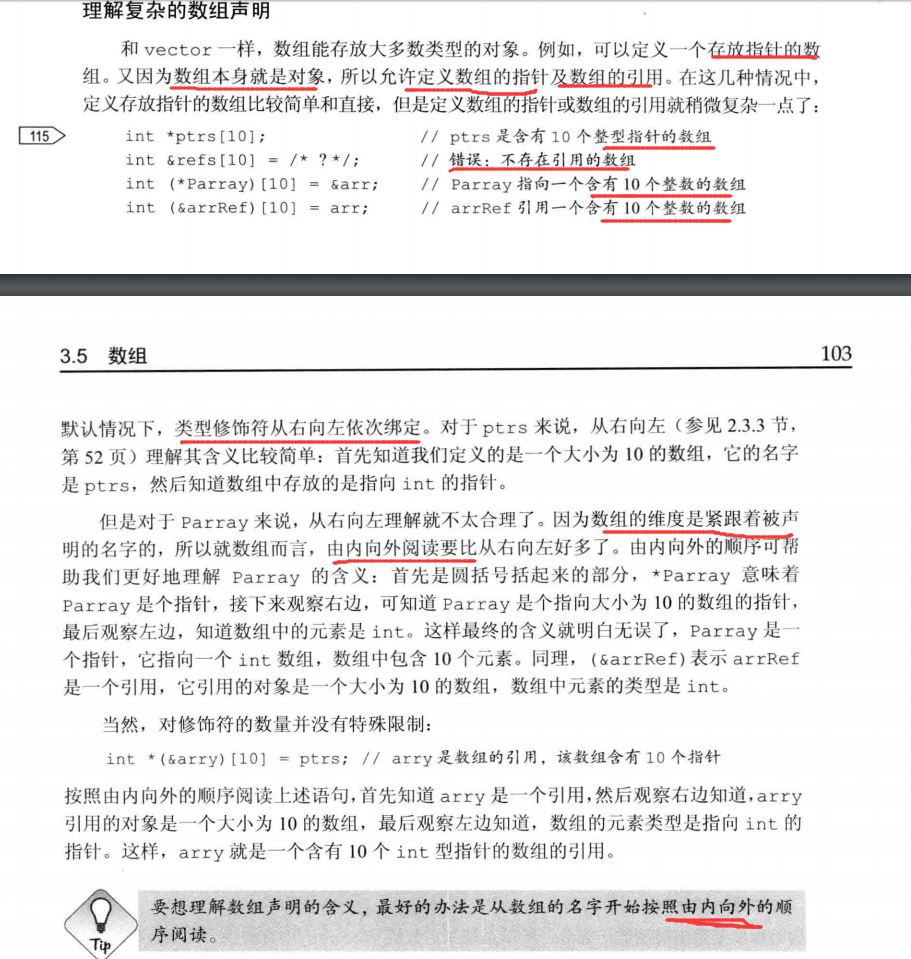 理解复杂的数组声明
和 vector 一样，数组能存放大多数类型的对象。例如，可以定义一个存放指针的数
组。又因为数组本身就是对象，所以允许定义数组的指针及数组的引用。在这几种情况中，
定义存放指针的数组比较简单和直接，但是定义数组的指针或数组的引用就稍微复杂一点了：
115 int *ptrs[10]; // ptrs 是含有 10 个整型指针的数组
int &refs[10] = /* ? */; // 错误：不存在引用的数组
int (*Parray)[10] = &arr; // Parray 指向一个含有 10 个整数的数组
int (&arrRef)[10] = arr; // arrRef 引用一个含有 10 个整数的数组
3.5 数组 103
默认情况下，类型修饰符从右向左依次绑定。对于 ptrs 来说，从右向左（参见 2.3.3 节，
第 52 页）理解其含义比较简单：首先知道我们定义的是一个大小为 10 的数组，它的名字
是 ptrs，然后知道数组中存放的是指向 int 的指针。
但是对于 Parray 来说，从右向左理解就不太合理了。因为数组的维度是紧跟着被声
明的名字的，所以就数组而言，由内向外阅读要比从右向左好多了。由内向外的顺序可帮
助我们更好地理解 Parray 的含义：首先是圆括号括起来的部分，*Parray 意味着
Parray 是个指针，接下来观察右边，可知道 Parray 是个指向大小为 10 的数组的指针，
最后观察左边，知道数组中的元素是 int。这样最终的含义就明白无误了，Parray 是一
个指针，它指向一个 int 数组，数组中包含 10 个元素。同理，(&arrRef)表示 arrRef
是一个引用，它引用的对象是一个大小为 10 的数组，数组中元素的类型是 int。
当然，对修饰符的数量并没有特殊限制：
int *(&arry)[10] = ptrs; // arry 是数组的引用，该数组含有 10 个指针
按照由内向外的顺序阅读上述语句，首先知道 arry 是一个引用，然后观察右边知道，arry
引用的对象是一个大小为 10 的数组，最后观察左边知道，数组的元素类型是指向 int 的
指针。这样，arry 就是一个含有 10 个 int 型指针的数组的引用。
要想理解数组声明的含义，最好的办法是从数组的名字开始按照由内向外的顺
序阅读。
Tip